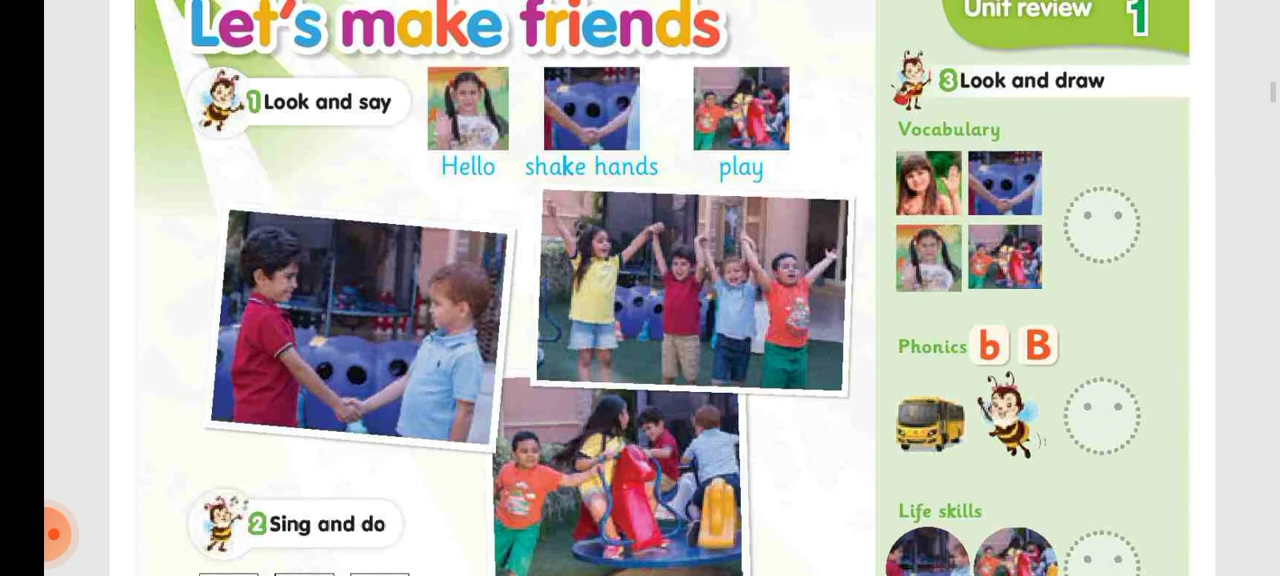 Let's make friends
1 Look and say
Hello
shake hands
play
2 Sing and do
Unit review 1
3 Look and draw
Vocabulary
Phonics b B
Life skills